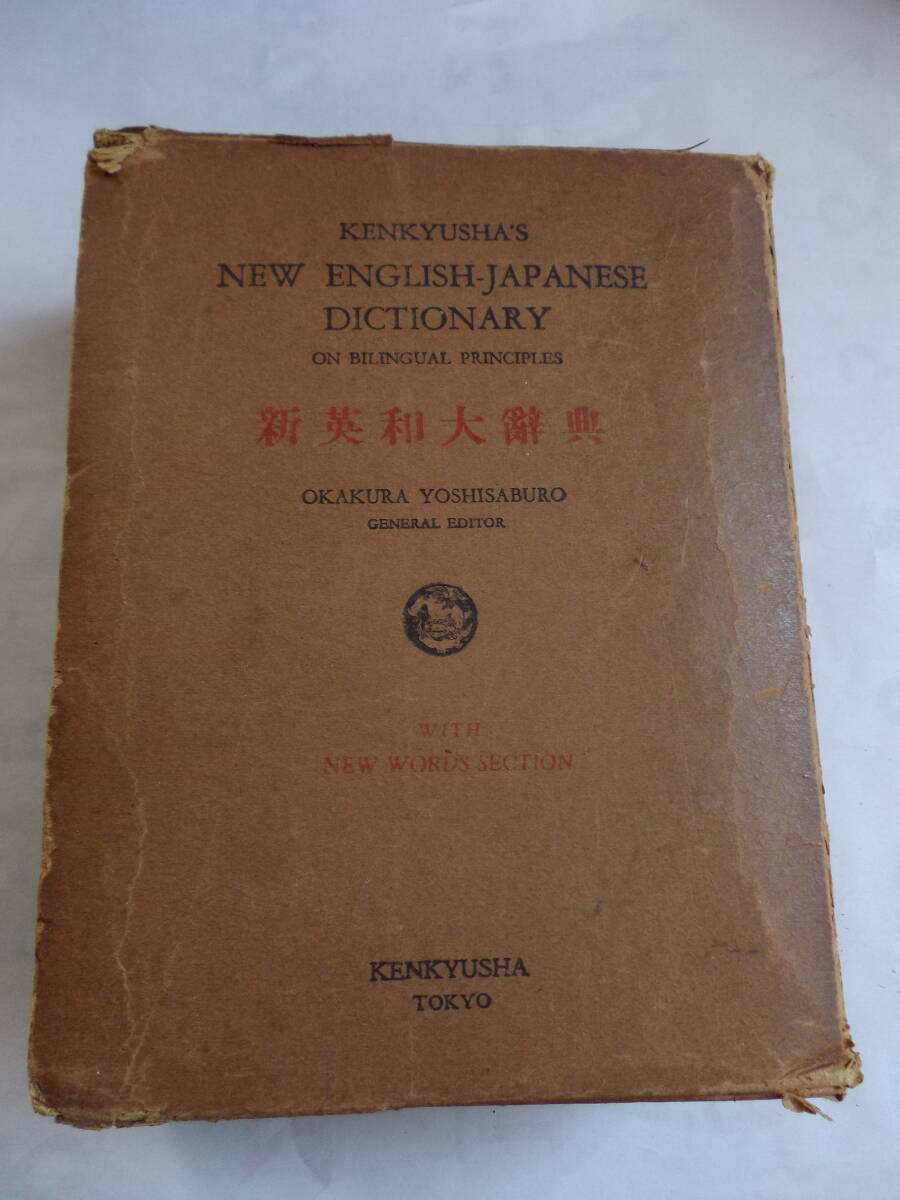 KENKYUSHA'S
NEW ENGLISH-JAPANESE
DICTIONARY
ON BILINGUAL PRINCIPLES
新英和大辭典
OKAKURA YOSHISABURO
GENERAL EDITOR
WITH
NEW WORDS SECTION
KENKYUSHA
TOKYO